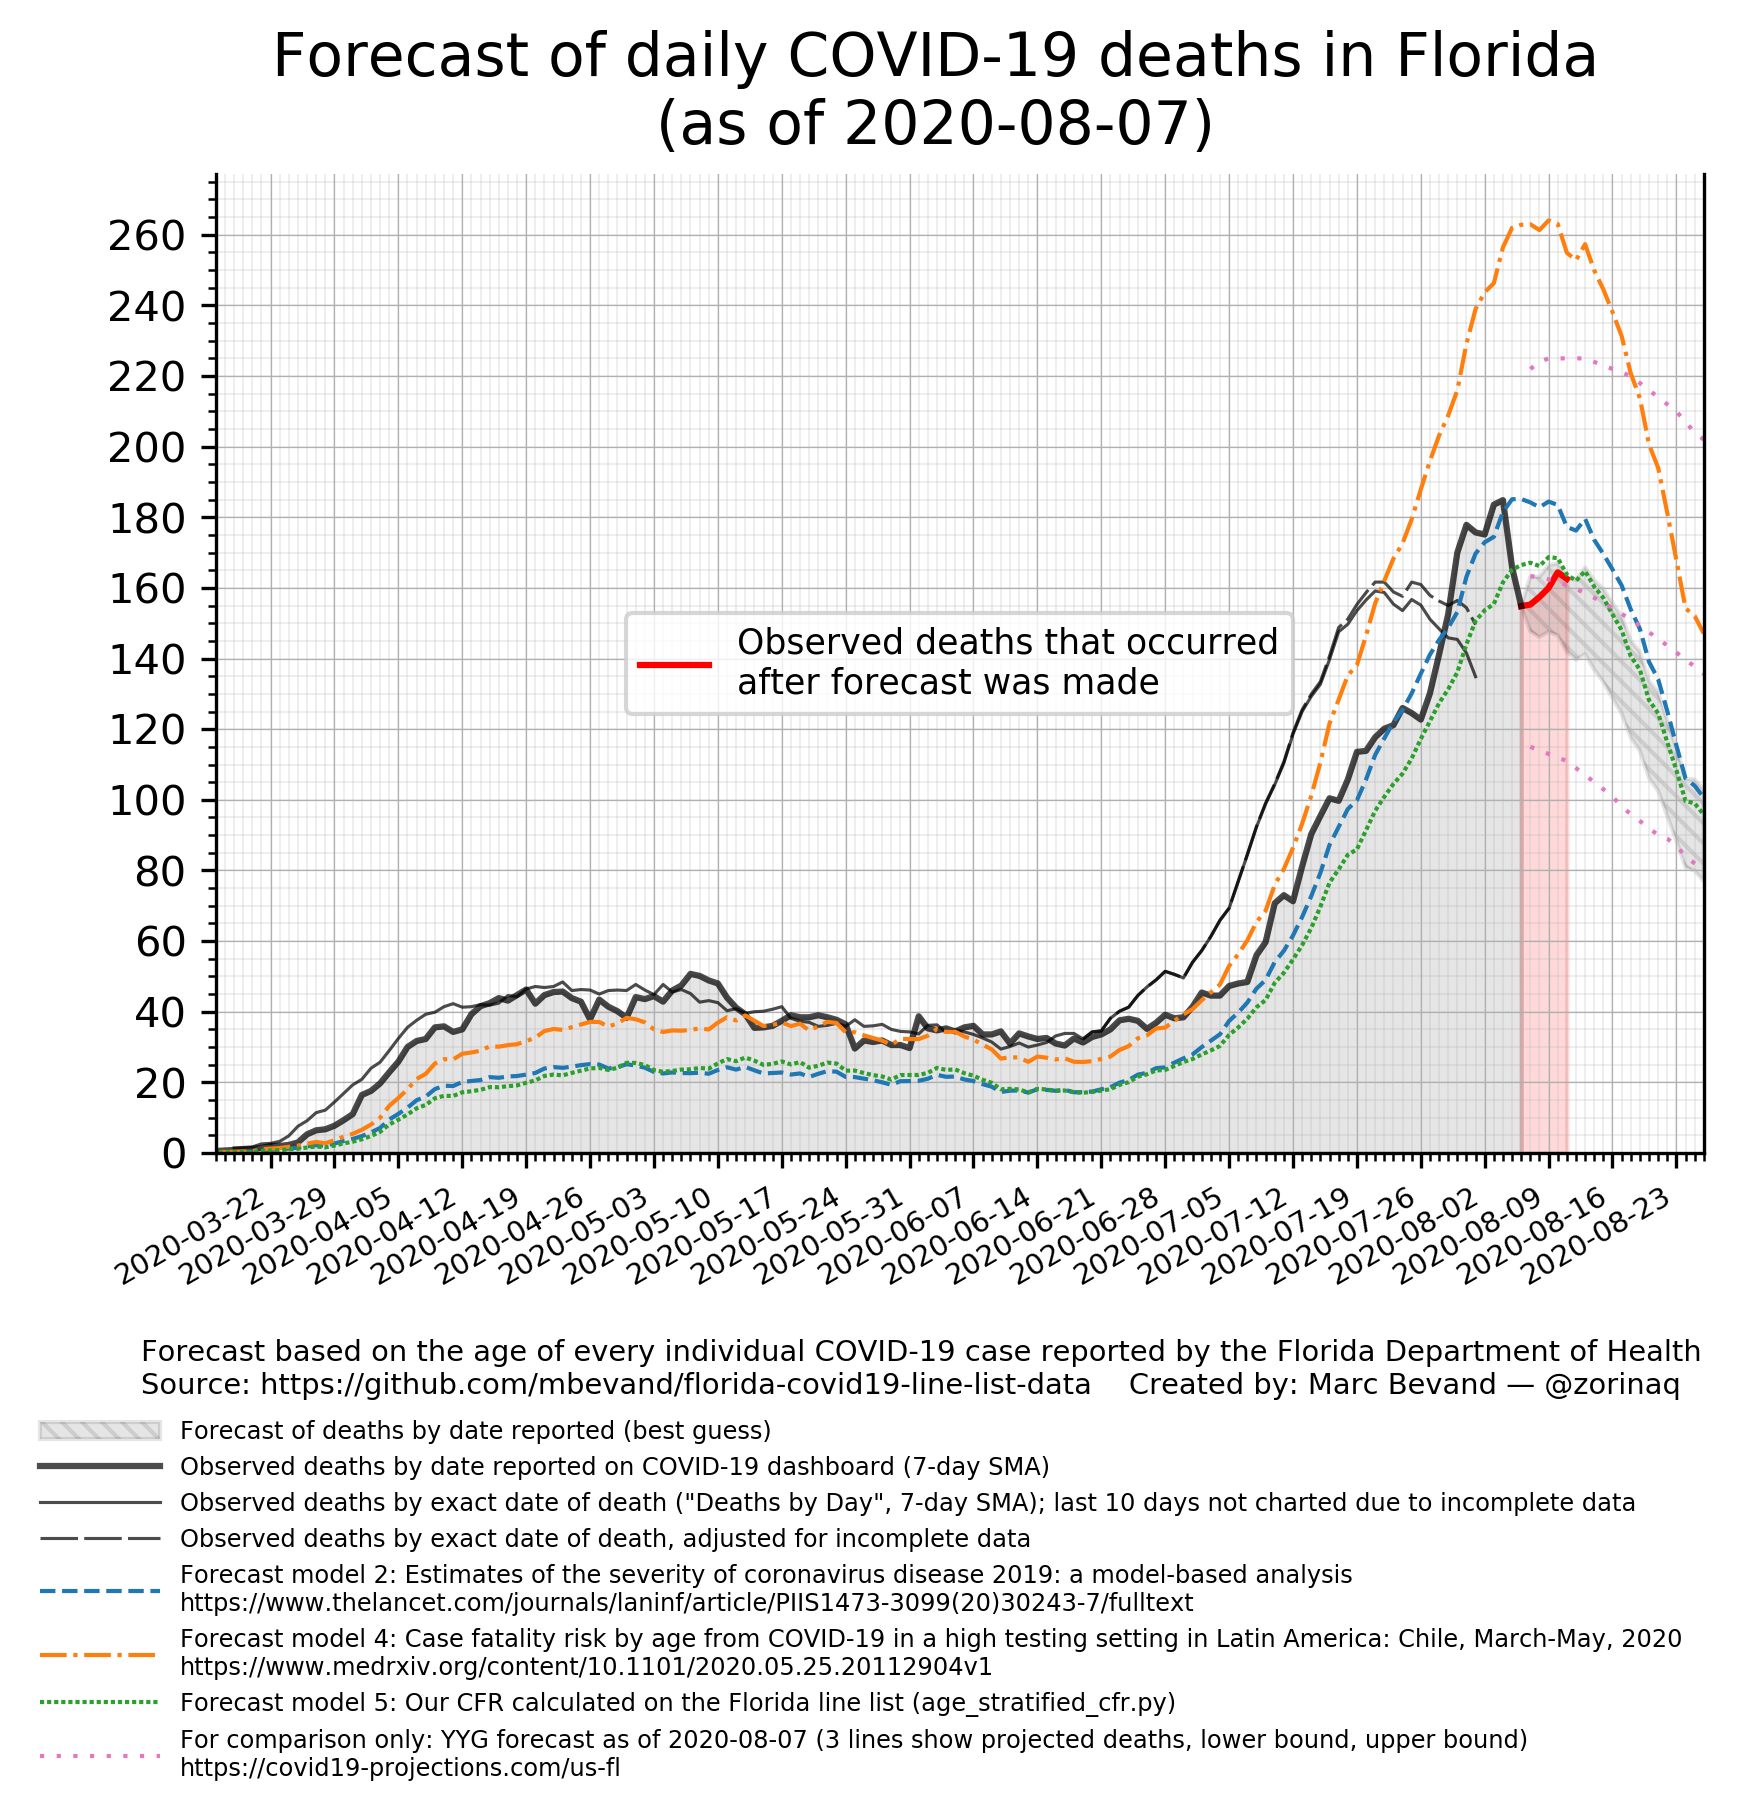 Forecast of daily COVID-19 deaths in Florida
(as of 2020-08-07)
260
240
220
200
180
160
140
120
100
80
60
40
20
0
Observed deaths that occurred
after forecast was made
2020-03-22
2020-03-29
2020-04-05
2020-04-12
2020-04-19
2020-04-26
2020-05-03
2020-05-10
2020-05-17
2020-05-24
2020-05-31
2020-06-07
2020-06-14
2020-06-21
2020-06-28
2020-07-05
2020-07-12
2020-07-19
2020-07-26
2020-08-02
2020-08-09
2020-08-16
2020-08-23
Forecast based on the age of every individual COVID-19 case reported by the Florida Department of Health
Source: https://github.com/mbevand/florida-covid19-line-list-data    Created by: Marc Bevand — @zorinaq
Forecast of deaths by date reported (best guess)
Observed deaths by date reported on COVID-19 dashboard (7-day SMA)
Observed deaths by exact date of death ("Deaths by Day", 7-day SMA); last 10 days not charted due to incomplete data
Observed deaths by exact date of death, adjusted for incomplete data
Forecast model 2: Estimates of the severity of coronavirus disease 2019: a model-based analysis
https://www.thelancet.com/journals/laninf/article/PIIS1473-3099(20)30243-7/fulltext
Forecast model 4: Case fatality risk by age from COVID-19 in a high testing setting in Latin America: Chile, March-May, 2020
https://www.medrxiv.org/content/10.1101/2020.05.25.20112904v1
Forecast model 5: Our CFR calculated on the Florida line list (age_stratified_cfr.py)
For comparison only: YYG forecast as of 2020-08-07 (3 lines show projected deaths, lower bound, upper bound)
https://covid19-projections.com/us-fl